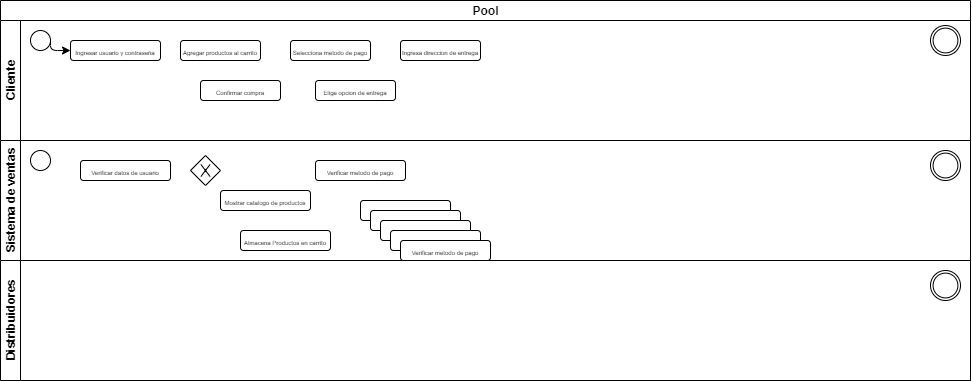 Pool
Cliente
Ingresar usuario y contraseña
Agregar productos al carrito
Selecciona metodo de pago
Ingresa direccion de entrega
Confirmar compra
Elige opcion de entrega
Sistema de ventas
Verificar datos de usuario
X
Verificar metodo de pago
Mostrar catalogo de productos
Almacena Productos en carrito
Verificar metodo de pago
Distribuidores